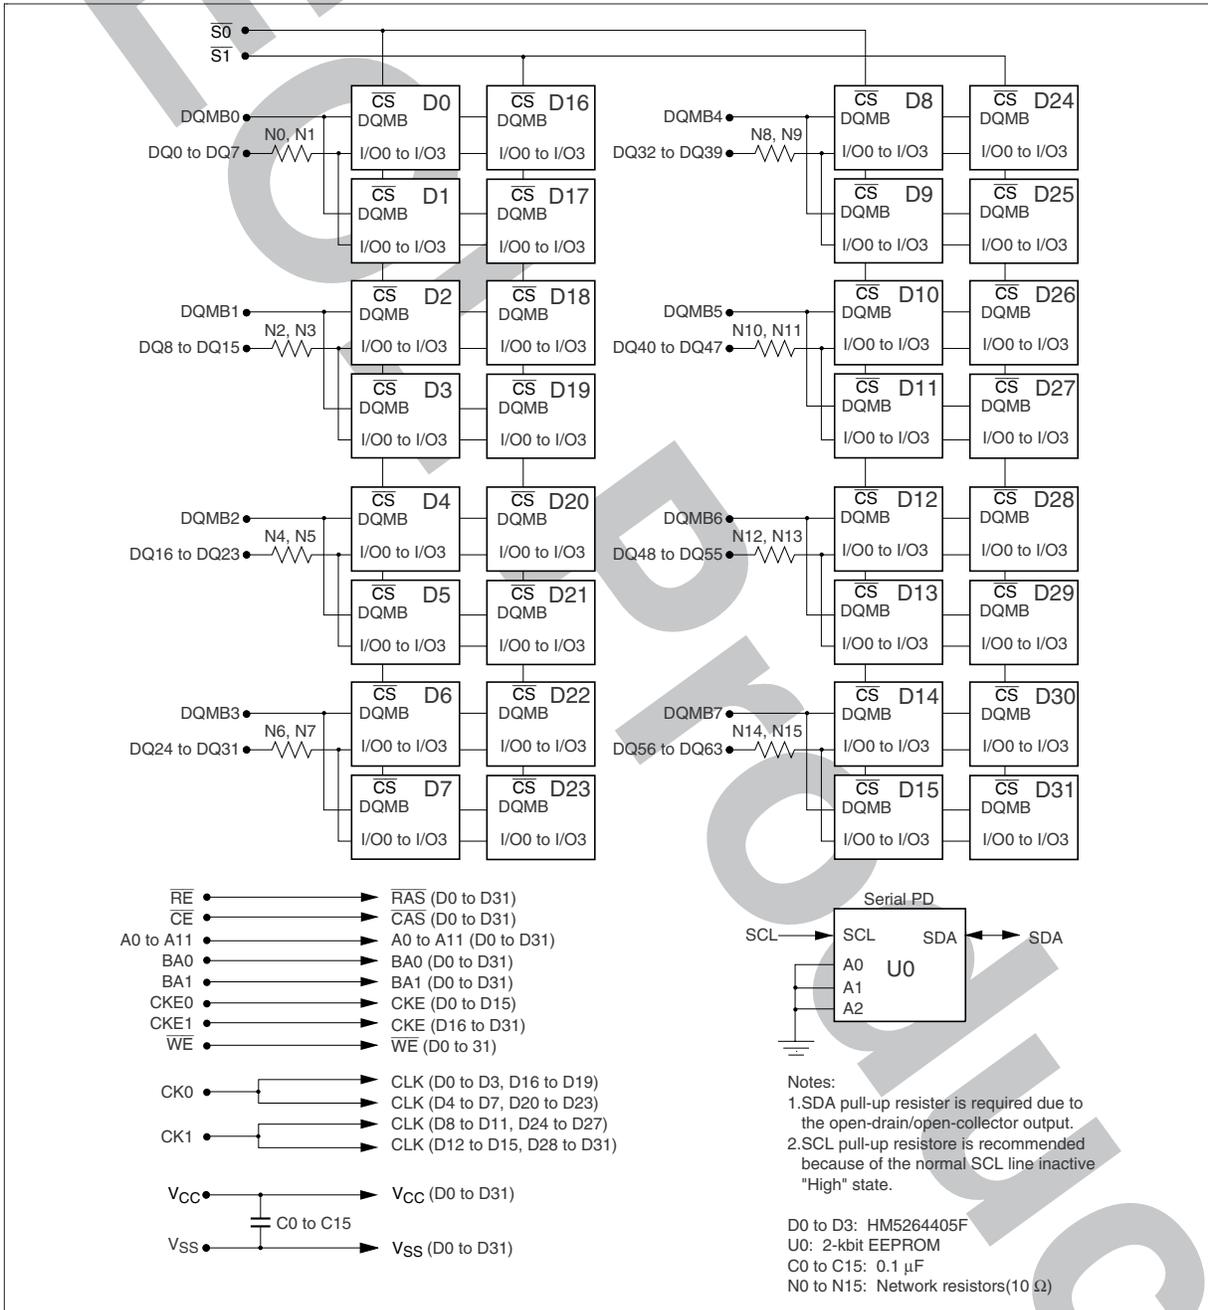 S0
S1
CS D0 CS D16 CS D8 CS D24
DQMB0 DQMB DQMB DQMB4 DQMB DQMB
N0, N1 N8, N9
DQ0 to DQ7 I/O0 to I/O3 I/O0 to I/O3 DQ32 to DQ39 I/O0 to I/O3 I/O0 to I/O3
CS D1 CS D17 CS D9 CS D25
DQMB DQMB DQMB DQMB
I/O0 to I/O3 I/O0 to I/O3 I/O0 to I/O3 I/O0 to I/O3
CS D2 CS D18 CS D10 CS D26
DQMB1 DQMB DQMB DQMB5 DQMB DQMB
N2, N3 N10, N11
DQ8 to DQ15 I/O0 to I/O3 I/O0 to I/O3 DQ40 to DQ47 I/O0 to I/O3 I/O0 to I/O3
CS D3 CS D19 CS D11 CS D27
DQMB DQMB DQMB DQMB
I/O0 to I/O3 I/O0 to I/O3 I/O0 to I/O3 I/O0 to I/O3
CS D4 CS D20 CS D12 CS D28
DQMB2 DQMB DQMB DQMB6 DQMB DQMB
N4, N5 N12, N13
DQ16 to DQ23 I/O0 to I/O3 I/O0 to I/O3 DQ48 to DQ55 I/O0 to I/O3 I/O0 to I/O3
CS D5 CS D21 CS D13 CS D29
DQMB DQMB DQMB DQMB
I/O0 to I/O3 I/O0 to I/O3 I/O0 to I/O3 I/O0 to I/O3
CS D6 CS D22 CS D14 CS D30
DQMB3 DQMB DQMB DQMB7 DQMB DQMB
N6, N7 N14, N15
DQ24 to DQ31 I/O0 to I/O3 I/O0 to I/O3 DQ56 to DQ63 I/O0 to I/O3 I/O0 to I/O3
CS D7 CS D23 CS D15 CS D31
DQMB DQMB DQMB DQMB
I/O0 to I/O3 I/O0 to I/O3 I/O0 to I/O3 I/O0 to I/O3
RE RAS (D0 to D31)
CE CAS (D0 to D31)
A0 to A11 A0 to A11 (D0 to D31)
BA0 BA0 (D0 to D31)
BA1 BA1 (D0 to D31)
CKE0 CKE (D0 to D15)
CKE1 CKE (D16 to D31)
WE WE (D0 to 31)
CK0 CLK (D0 to D3, D16 to D19)
CLK (D4 to D7, D20 to D23)
CK1 CLK (D8 to D11, D24 to D27)
CLK (D12 to D15, D28 to D31)
VCC VCC (D0 to D31)
C0 to C15
VSS VSS (D0 to D31)
Serial PD
SCL SCL SDA SDA
A0 U0
A1
A2
Notes:
1.SDA pull-up resister is required due to
the open-drain/open-collector output.
2.SCL pull-up resistore is recommended
because of the normal SCL line inactive
"High" state.
D0 to D3: HM5264405F
U0: 2-kbit EEPROM
C0 to C15: 0.1 μF
N0 to N15: Network resistors(10 Ω)
Produc